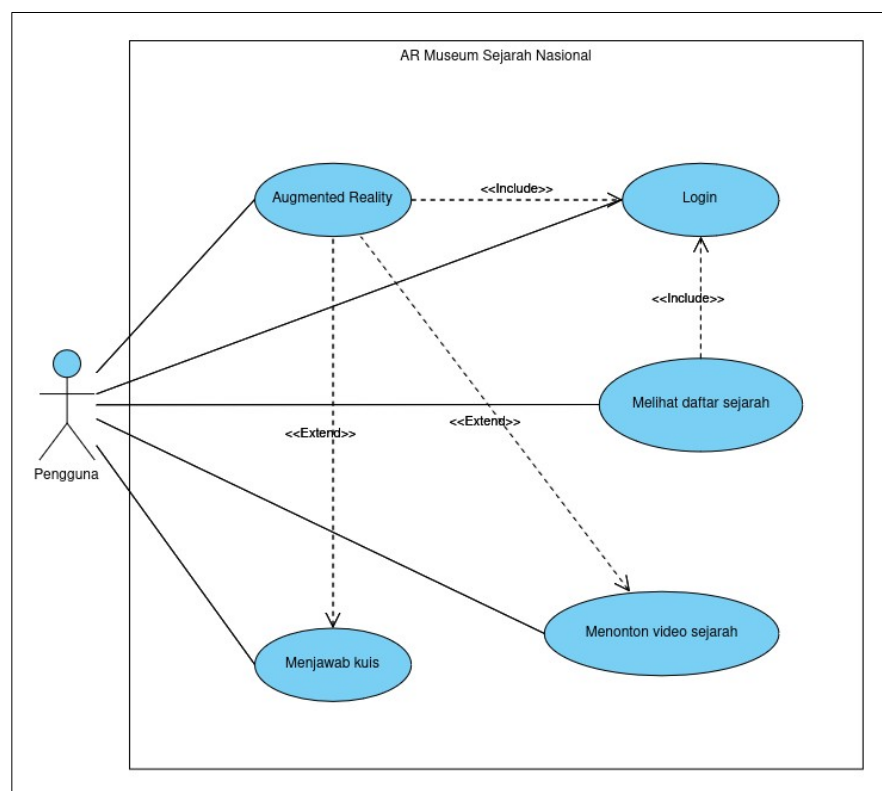 AR Museum Sejarah Nasional
Augmented Reality
<<Include>>
Login
<<Include>>
Melihat daftar sejarah
<<Extend>>
<<Extend>>
Pengguna
Menonton video sejarah
Menjawab kuis